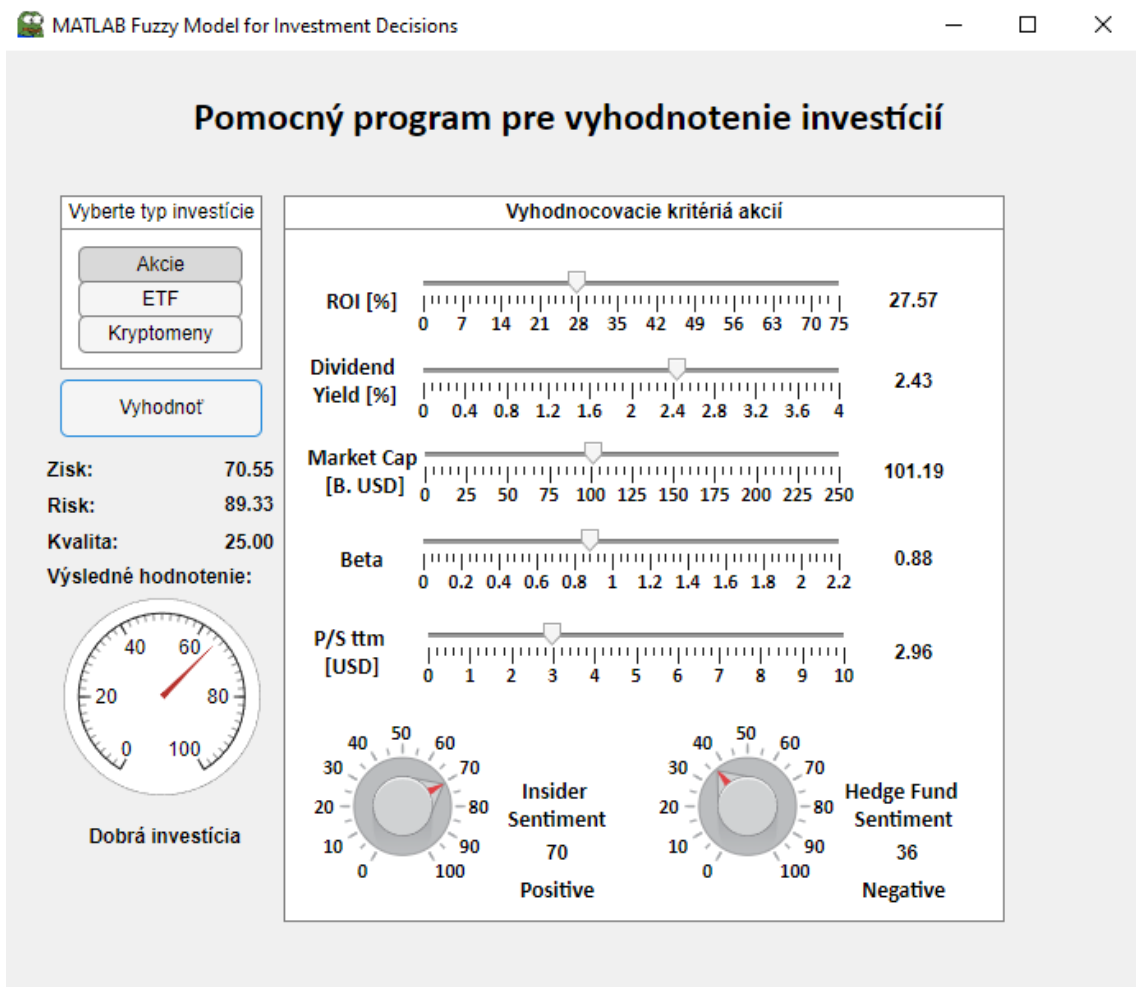 MATLAB Fuzzy Model for Investment Decisions
Pomocný program pre vyhodnotenie investícií
Vyberte typ investície
Akcie
ETF
Kryptomeny
Vyhodnoť
Zisk: 70.55
Risk: 89.33
Kvalita: 25.00
Výsledné hodnotenie:
0 20 40 60 80 100
Dobrá investícia
Vyhodnocovacie kritériá akcií
ROI [%] 27.57
0 7 14 21 28 35 42 49 56 63 70 75
Dividend
Yield [%] 2.43
0 0.4 0.8 1.2 1.6 2 2.4 2.8 3.2 3.6 4
Market Cap
[B. USD] 101.19
0 25 50 75 100 125 150 175 200 225 250
Beta 0.88
0 0.2 0.4 0.6 0.8 1 1.2 1.4 1.6 1.8 2 2.2
P/S ttm
[USD] 2.96
0 1 2 3 4 5 6 7 8 9 10
0 10 20 30 40 50 60 70 80 90 100
Insider
Sentiment
70
Positive
0 10 20 30 40 50 60 70 80 90 100
Hedge Fund
Sentiment
36
Negative